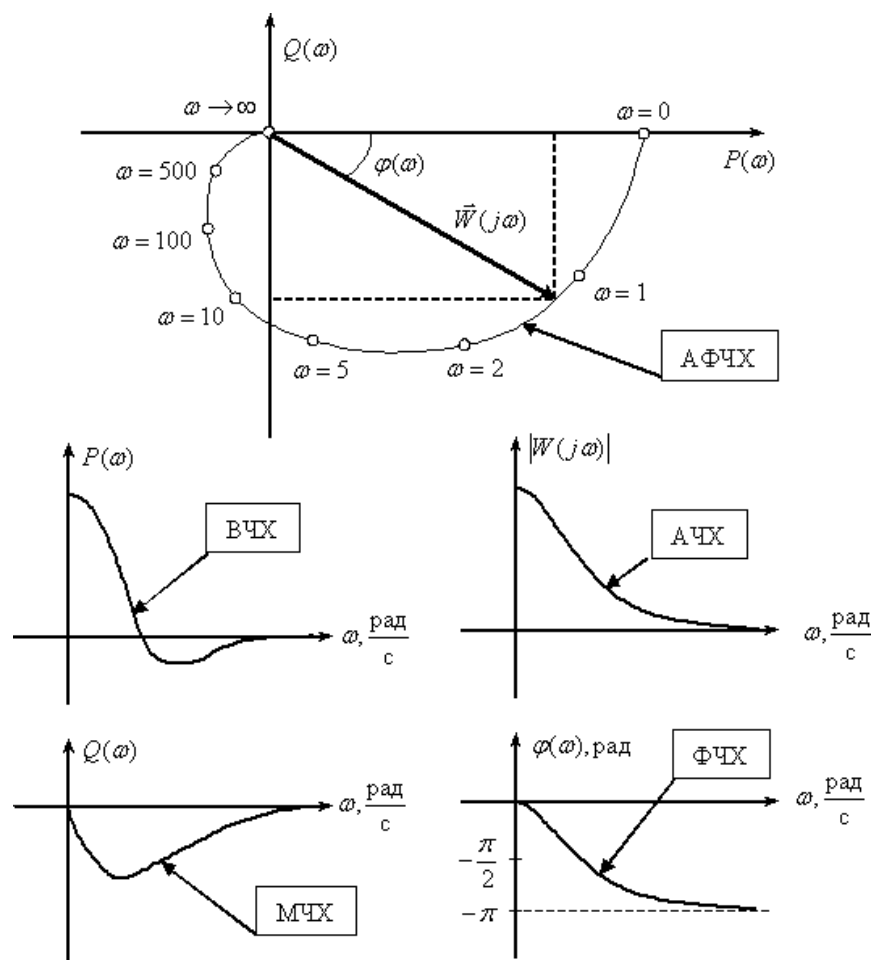 Q(ω)
ω → ∞
ω = 0
P(ω)
φ(ω)
ω = 500
W⃗(jω)
ω = 100
ω = 1
ω = 10
ω = 5
ω = 2
АФЧХ
P(ω)
ВЧХ
ω, рад/с
|W(jω)|
АЧХ
ω, рад/с
Q(ω)
ω, рад/с
МЧХ
φ(ω), рад
ФЧХ
ω, рад/с
-π/2
-π